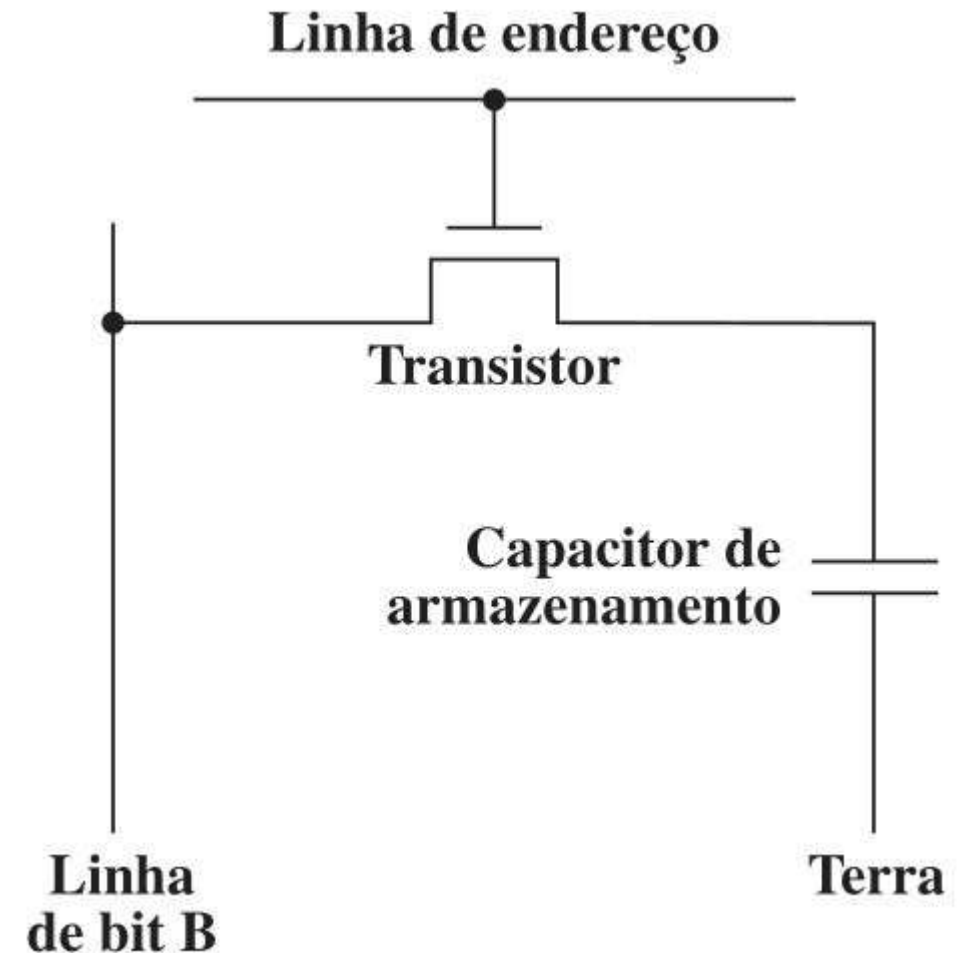 Linha de endereço
Transistor
Capacitor de
armazenamento
Linha
de bit B
Terra